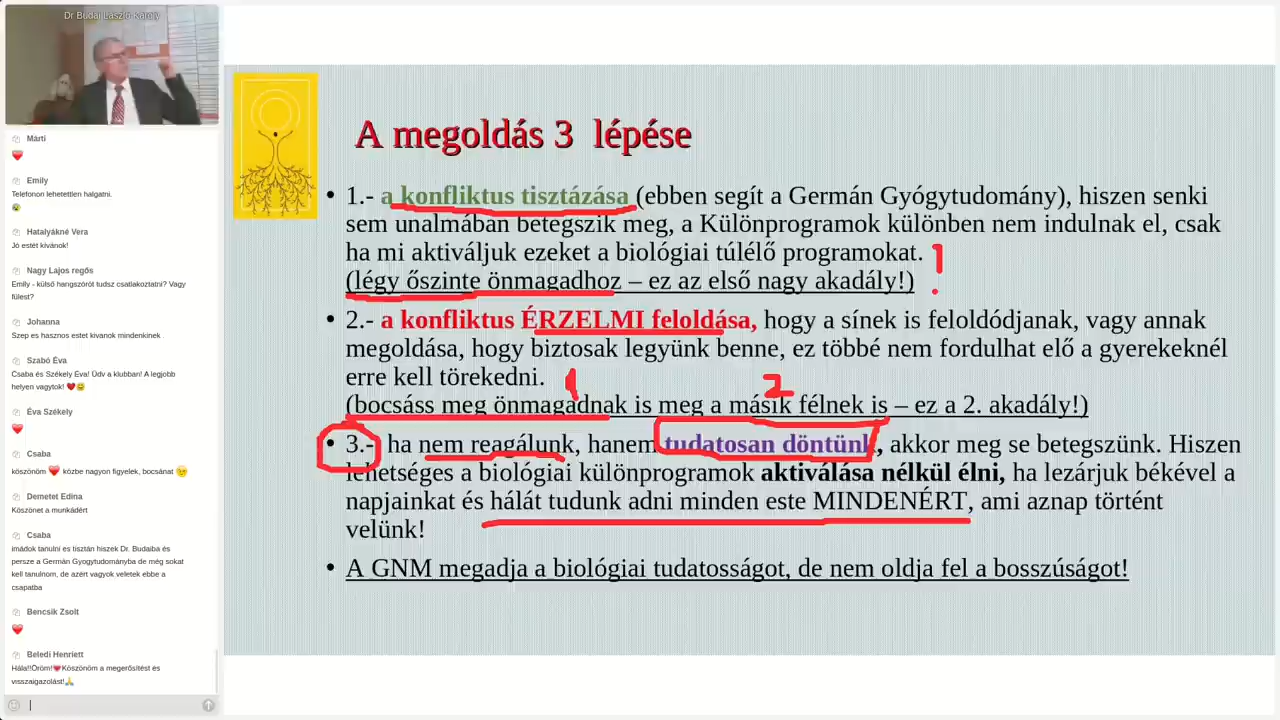 Dr Budai László Károly
Márti
Emily
Telefonon lehetettlen halgatni.
Hatalyákné Vera
Jó estét kívánok!
Nagy Lajos regős
Emily - külső hangszórót tudsz csatlakoztatni? Vagy
fülest?
Johanna
Szep es hasznos estet kivanok mindenkinek
Szabó Éva
Csaba és Székely Éva! Üdv a klubban! A legjobb
helyen vagytok! ❤️😊
Éva Székely
Csaba
köszönöm ❤️ közbe nagyon figyelek, bocsánat
Demetet Edina
Köszönet a munkádért
Csaba
imádok tanulni es tisztán hiszek Dr. Budaiba és
persze a Germán Gyogytudományba de még sokat
kell tanulnom, de azért vagyok veletek ebbe a
csapatba
Bencsik Zsolt
Beledi Henriett
Hála!!Öröm!❤️Köszönöm a megerősítést és
visszaigazolást!🙏
A megoldás 3 lépése
• 1.- a konfliktus tisztázása (ebben segít a Germán Gyógytudomány), hiszen senki
sem unalmában betegszik meg, a Különprogramok különben nem indulnak el, csak
ha mi aktiváljuk ezeket a biológiai túlélő programokat. !
(légy őszinte önmagadhoz – ez az első nagy akadály!)
• 2.- a konfliktus ÉRZELMI feloldása, hogy a sínek is feloldódjanak, vagy annak
megoldása, hogy biztosak legyünk benne, ez többé nem fordulhat elő a gyerekeknél
erre kell törekedni.
1 2
(bocsáss meg önmagadnak is meg a másik félnek is – ez a 2. akadály!)
• 3.- ha nem reagálunk, hanem tudatosan döntünk, akkor meg se betegszünk. Hiszen
lehetséges a biológiai különprogramok aktiválása nélkül élni, ha lezárjuk békével a
napjainkat és hálát tudunk adni minden este MINDENÉRT, ami aznap történt
velünk!
• A GNM megadja a biológiai tudatosságot, de nem oldja fel a bosszúságot!